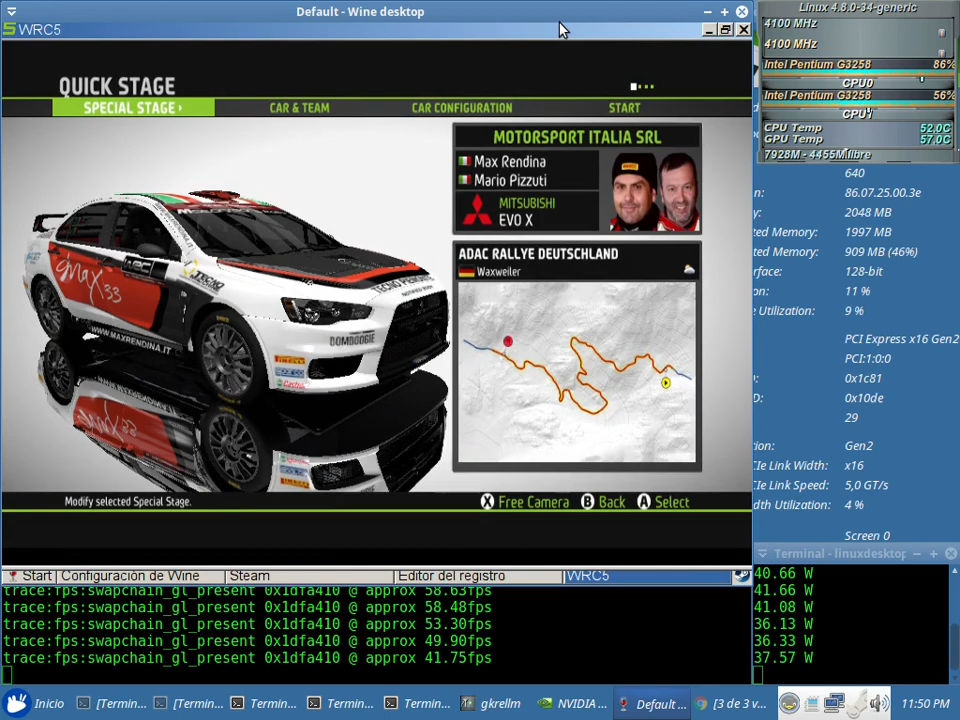 Default - Wine desktop
WRC5
QUICK STAGE
SPECIAL STAGE
CAR & TEAM
CAR CONFIGURATION
START
MOTORSPORT ITALIA SRL
Max Rendina
Mario Pizzuti
MITSUBISHI
EVO X
ADAC RALLYE DEUTSCHLAND
Waxweiler
max 33
WWW.MAXRENDINA.IT
PIRELLI
Modify selected Special Stage.
X Free Camera
B Back
A Select
Start
Configuración de Wine
Steam
Editor del registro
WRC5
trace:fps:swapchain_gl_present 0x1dfa410 @ approx 58.63fps
trace:fps:swapchain_gl_present 0x1dfa410 @ approx 58.48fps
trace:fps:swapchain_gl_present 0x1dfa410 @ approx 53.30fps
trace:fps:swapchain_gl_present 0x1dfa410 @ approx 49.90fps
trace:fps:swapchain_gl_present 0x1dfa410 @ approx 41.75fps
Linux 4.8.0-34-generic
4100 MHz
4100 MHz
Intel Pentium G3258 86%
CPU0
Intel Pentium G3258 56%
CPU1
CPU Temp 52.0C
GPU Temp 57.0C
7928M - 4455M libre
640
n: 86.07.25.00.3e
y: 2048 MB
ted Memory: 1997 MB
ed Memory: 909 MB (46%)
rface: 128-bit
on: 11 %
e Utilization: 9 %
PCI Express x16 Gen2
PCI:1:0:0
D: 0x1c81
D: 0x10de
29
ion: Gen2
CIe Link Width: x16
CIe Link Speed: 5,0 GT/s
dth Utilization: 4 %
Screen 0
Terminal - linuxdesktop
40.66 W
41.66 W
41.08 W
36.13 W
36.33 W
37.57 W
Inicio
[Termin...
[Termin...
Termin...
Termin...
Termin...
gkrellm
NVIDIA ...
Default ...
[3 de 3 v...
11:50 PM